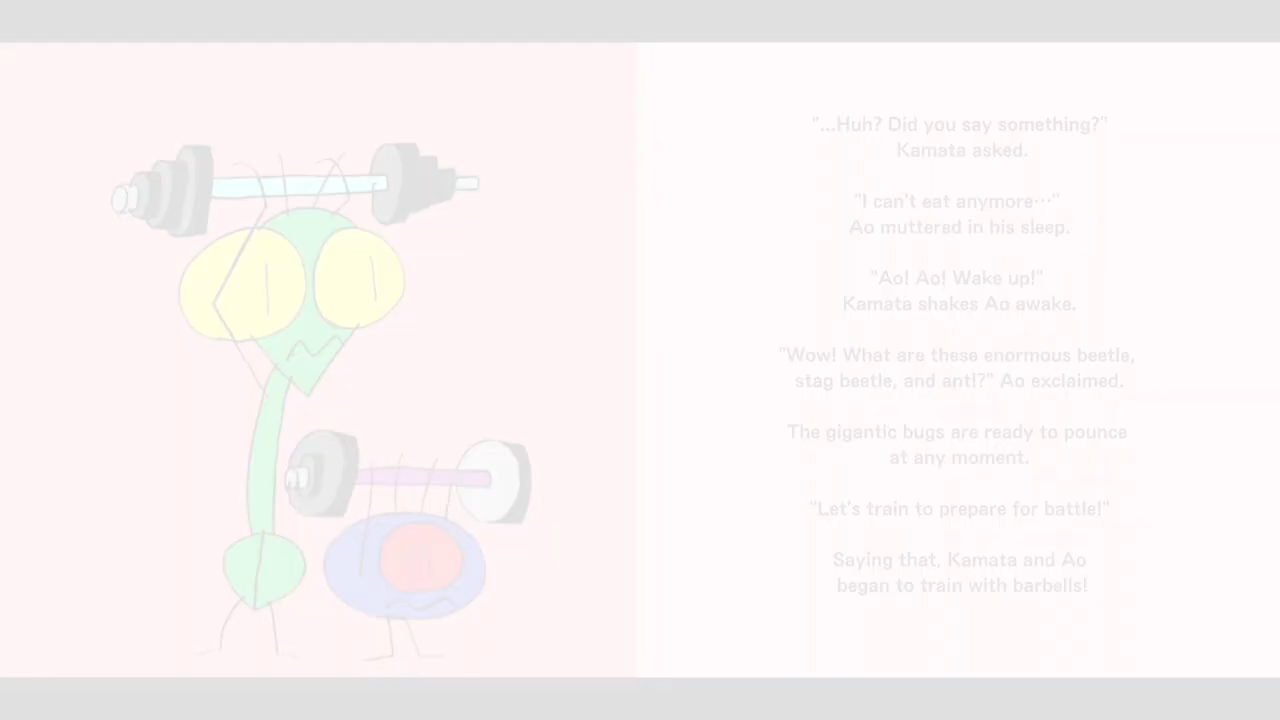 "...Huh? Did you say something?"
Kamata asked.
"I can't eat anymore…"
Ao muttered in his sleep.
"Ao! Ao! Wake up!"
Kamata shakes Ao awake.
"Wow! What are these enormous beetle,
stag beetle, and ant!?" Ao exclaimed.
The gigantic bugs are ready to pounce
at any moment.
"Let's train to prepare for battle!"
Saying that, Kamata and Ao
began to train with barbells!